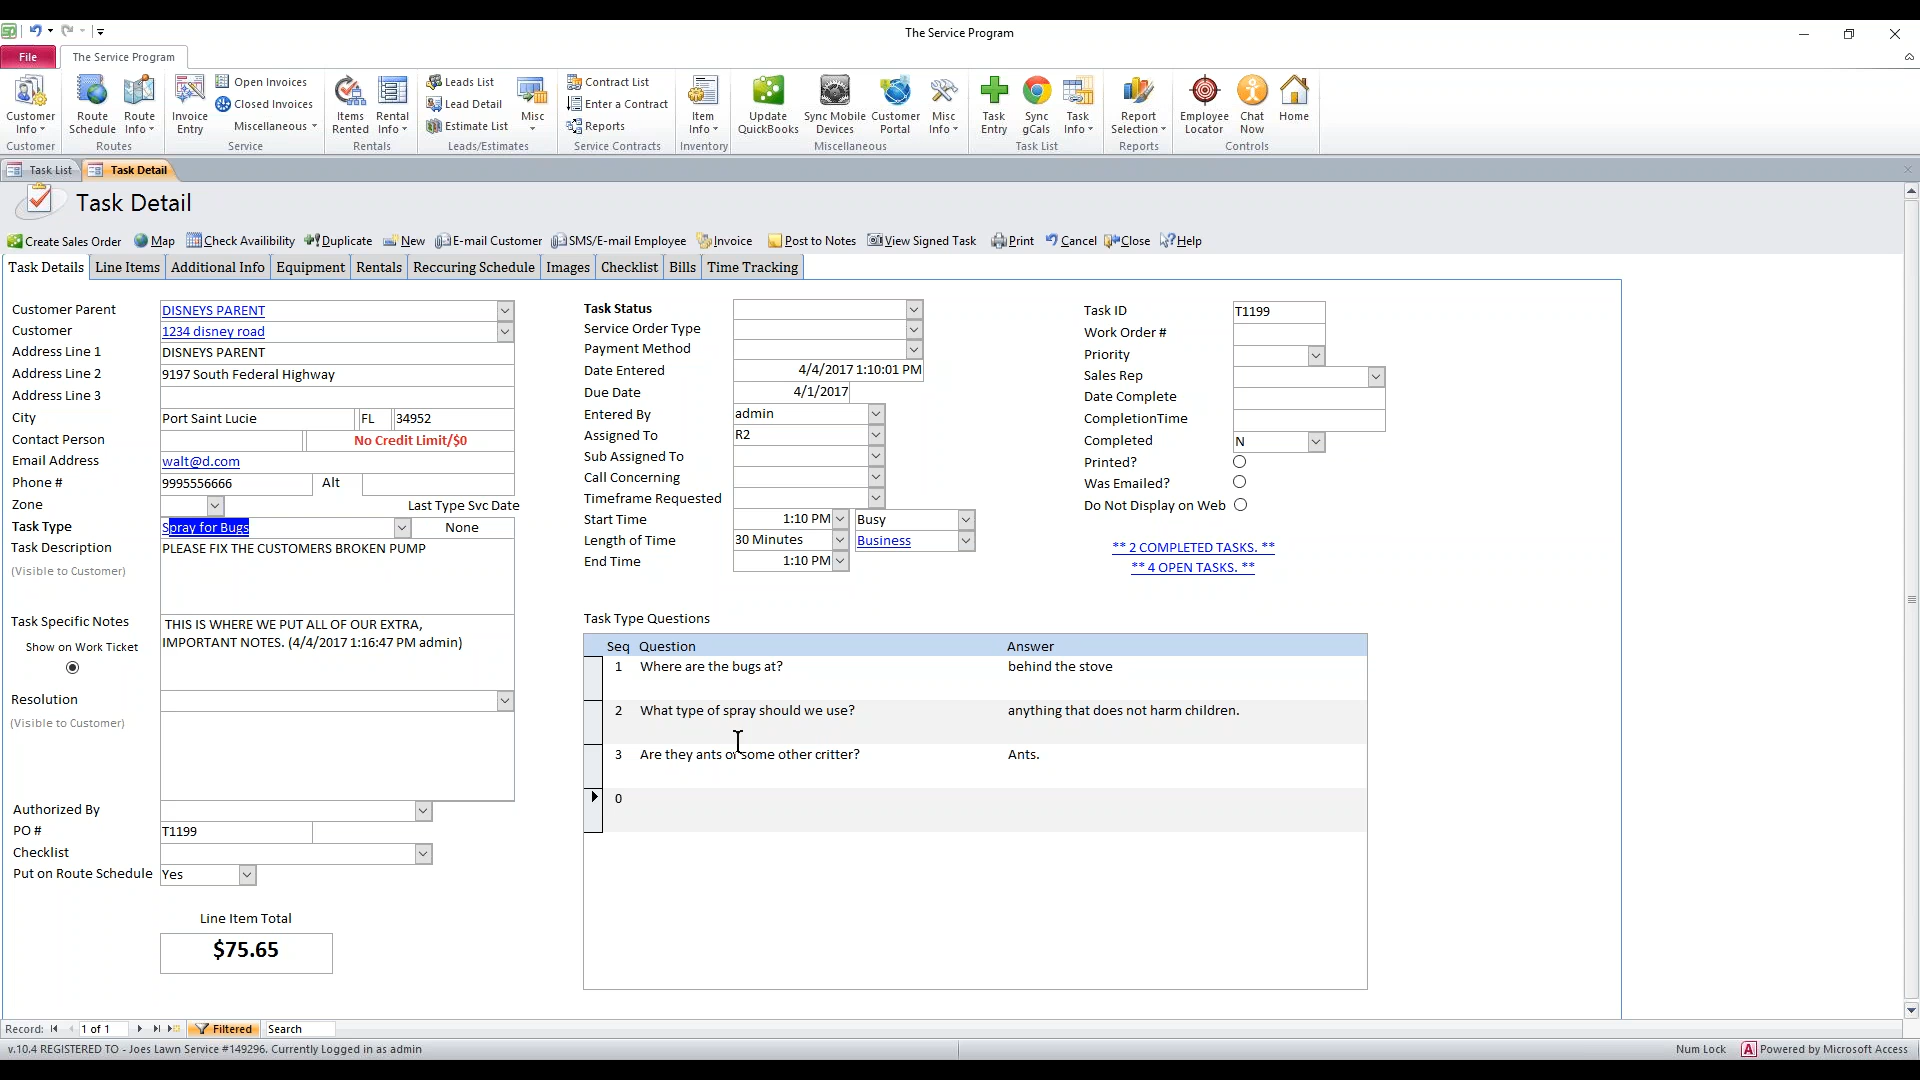 The Service Program
File
The Service Program
Customer Info
Customer
Route Schedule
Route Info
Routes
Invoice Entry
Open Invoices
Closed Invoices
Miscellaneous
Service
Items Rented
Rental Info
Rentals
Leads List
Lead Detail
Estimate List
Misc
Leads/Estimates
Contract List
Enter a Contract
Reports
Service Contracts
Item Info
Inventory
Update QuickBooks
Sync Mobile Devices
Customer Portal
Misc Info
Miscellaneous
Task Entry
Sync gCals
Task Info
Task List
Report Selection
Reports
Employee Locator
Chat Now
Home
Controls
Task List
Task Detail
Task Detail
Create Sales Order Map Check Availibility Duplicate New E-mail Customer SMS/E-mail Employee Invoice Post to Notes View Signed Task Print Cancel Close Help
Task Details Line Items Additional Info Equipment Rentals Reccuring Schedule Images Checklist Bills Time Tracking
Customer Parent DISNEYS PARENT
Customer 1234 disney road
Address Line 1 DISNEYS PARENT
Address Line 2 9197 South Federal Highway
Address Line 3
City Port Saint Lucie FL 34952
Contact Person No Credit Limit/$0
Email Address walt@d.com
Phone # 9995556666 Alt
Zone Last Type Svc Date
Task Type Spray for Bugs None
Task Description PLEASE FIX THE CUSTOMERS BROKEN PUMP
(Visible to Customer)
Task Specific Notes THIS IS WHERE WE PUT ALL OF OUR EXTRA,
IMPORTANT NOTES. (4/4/2017 1:16:47 PM admin)
Show on Work Ticket
Resolution
(Visible to Customer)
Authorized By
PO # T1199
Checklist
Put on Route Schedule Yes
Line Item Total
$75.65
Task Status
Service Order Type
Payment Method
Date Entered 4/4/2017 1:10:01 PM
Due Date 4/1/2017
Entered By admin
Assigned To R2
Sub Assigned To
Call Concerning
Timeframe Requested
Start Time 1:10 PM Busy
Length of Time 30 Minutes Business
End Time 1:10 PM
Task ID T1199
Work Order #
Priority
Sales Rep
Date Complete
CompletionTime
Completed N
Printed?
Was Emailed?
Do Not Display on Web
** 2 COMPLETED TASKS. **
** 4 OPEN TASKS. **
Task Type Questions
Seq Question Answer
1 Where are the bugs at? behind the stove
2 What type of spray should we use? anything that does not harm children.
3 Are they ants or some other critter? Ants.
0
Record: 1 of 1 Filtered Search
v.10.4 REGISTERED TO - Joes Lawn Service #149296. Currently Logged in as admin
Num Lock A Powered by Microsoft Access